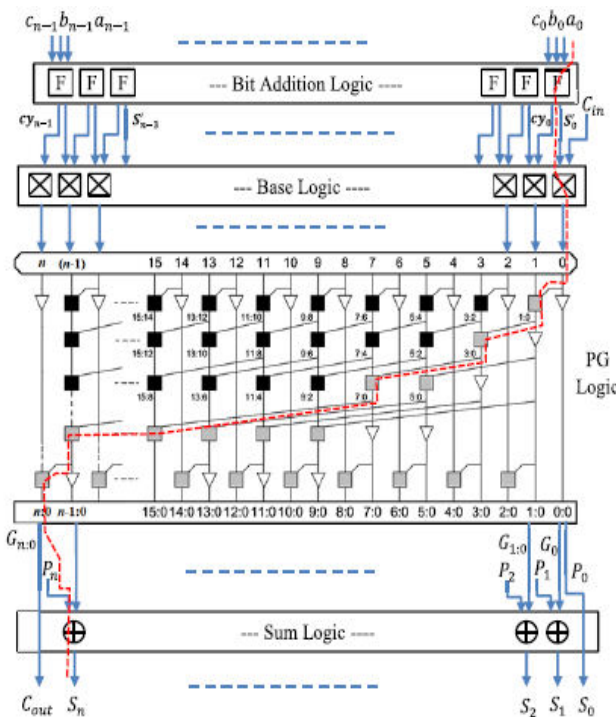 c_{n-1} b_{n-1} a_{n-1} c_0 b_0 a_0
F F F --- Bit Addition Logic ---- F F F
cy_{n-1} S'_{n-3} cy_0 S'_0 C_{in}
--- Base Logic ----
n (n-1) 15 14 13 12 11 10 9 8 7 6 5 4 3 2 1 0
15:14 13:12 11:10 9:8 7:6 5:4 3:2 1:0
15:12 13:10 11:8 9:6 7:4 5:2 3:0
PG
Logic
15:8 13:6 11:4 9:2 7:0 5:0
n:0 n-1:0 15:0 14:0 13:0 12:0 11:0 10:0 9:0 8:0 7:0 6:0 5:0 4:0 3:0 2:0 1:0 0:0
G_{n:0} G_{1:0} G_0
P_n P_2 P_1 P_0
--- Sum Logic ----
C_{out} S_n S_2 S_1 S_0